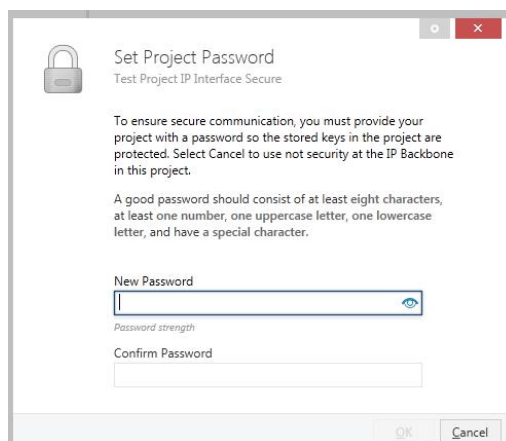 Set Project Password
Test Project IP Interface Secure
To ensure secure communication, you must provide your
project with a password so the stored keys in the project are
protected. Select Cancel to use not security at the IP Backbone
in this project.
A good password should consist of at least eight characters,
at least one number, one uppercase letter, one lowercase
letter, and have a special character.
New Password
Password strength
Confirm Password
OK
Cancel